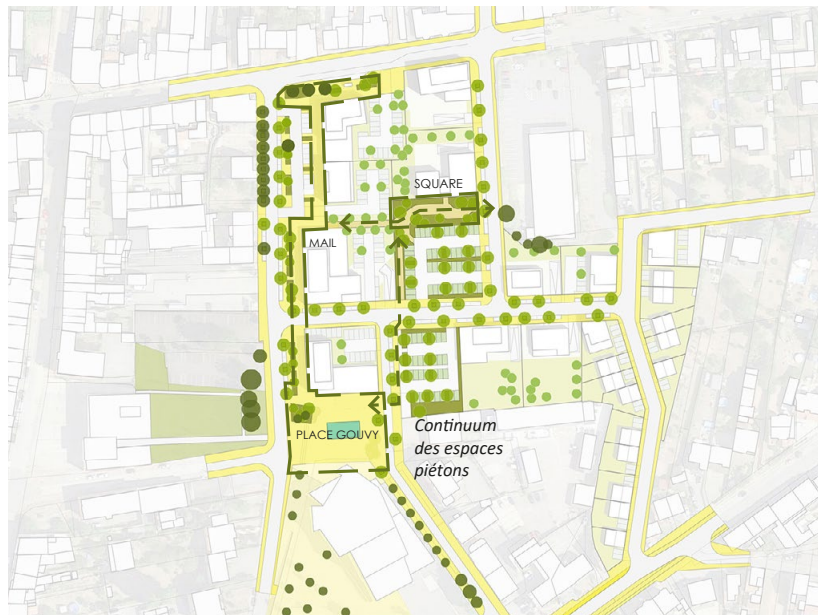 SQUARE
MAIL
PLACE GOUVY
Continuum
des espaces
piétons